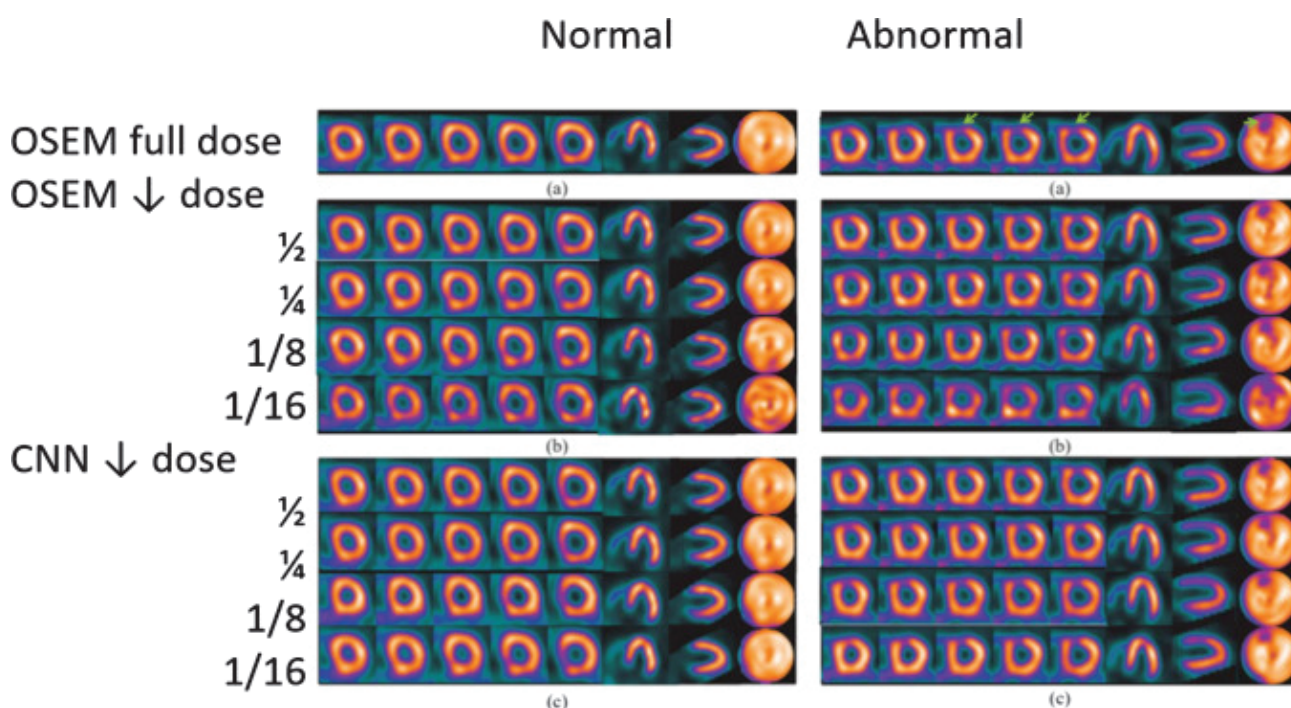 Normal Abnormal
OSEM full dose
(a) (a)
OSEM ↓ dose
½
¼
1/8
1/16
(b) (b)
CNN ↓ dose
½
¼
1/8
1/16
(c) (c)